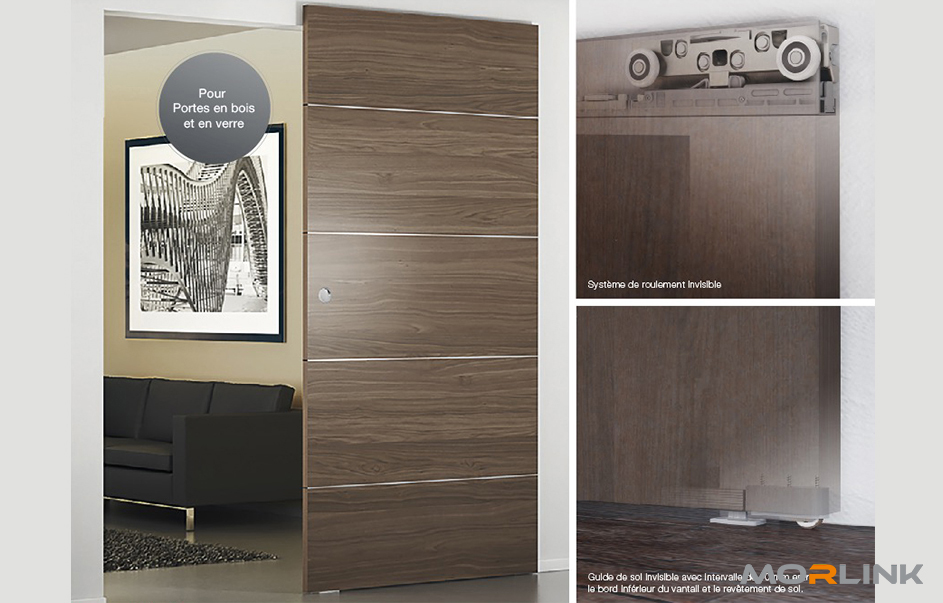 Pour
Portes en bois
et en verre
Système de roulement invisible
Guide de sol invisible avec intervalle de
le bord inférieur du vantail et le revêtement de sol.
MORLINK